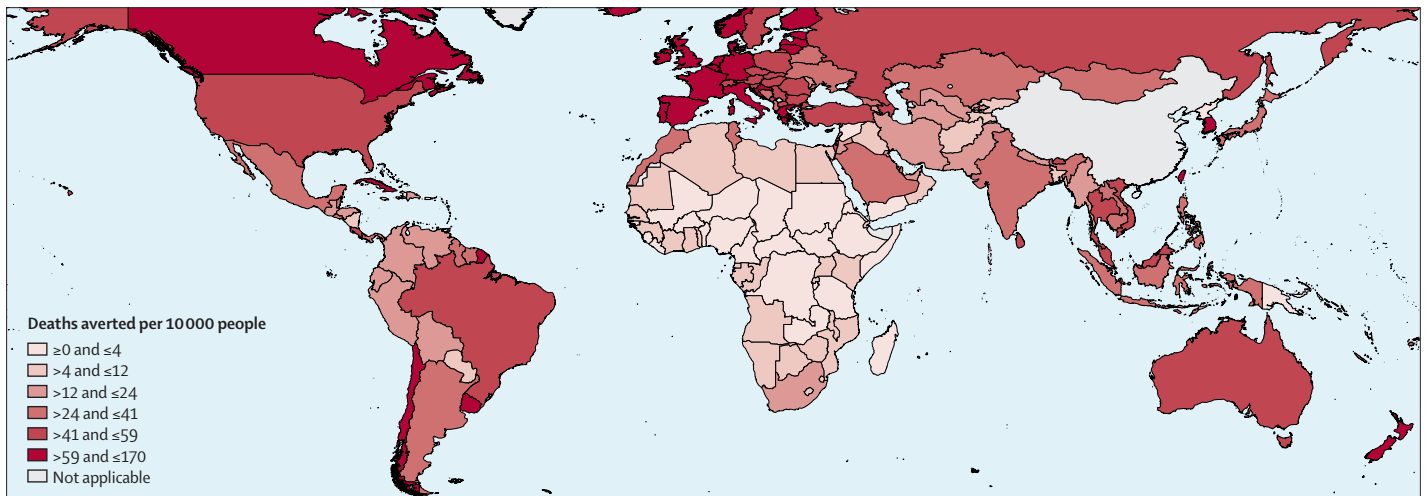 Deaths averted per 10 000 people
≥0 and ≤4
>4 and ≤12
>12 and ≤24
>24 and ≤41
>41 and ≤59
>59 and ≤170
Not applicable